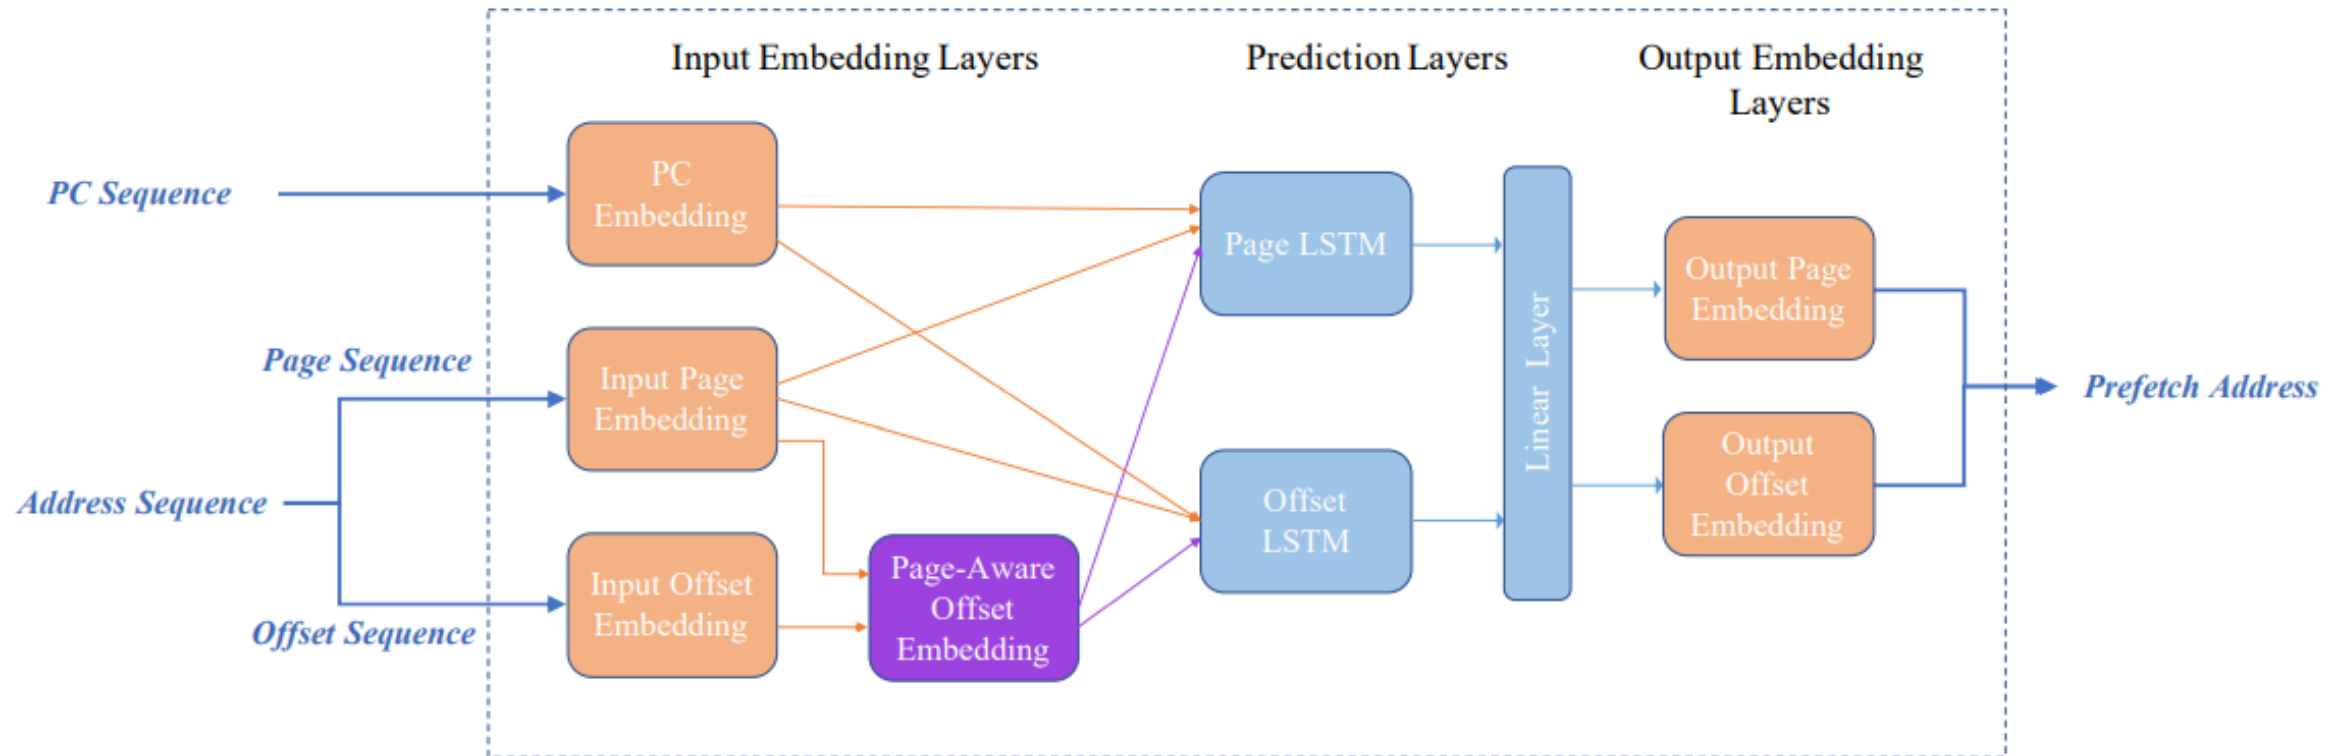 Input Embedding Layers
Prediction Layers
Output Embedding
Layers
PC Sequence
PC
Embedding
Page LSTM
Output Page
Embedding
Page Sequence
Input Page
Embedding
Linear Layer
Prefetch Address
Address Sequence
Output
Offset
Embedding
Offset
LSTM
Offset Sequence
Input Offset
Embedding
Page-Aware
Offset
Embedding